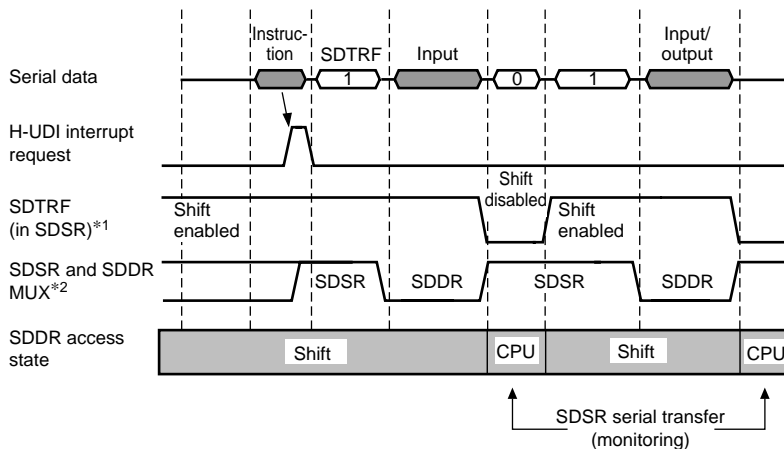 Instruc-
tion
SDTRF
Input
Input/
output
Serial data
1
0
1
H-UDI interrupt
request
Shift
disabled
SDTRF
(in SDSR)*1
Shift
enabled
Shift
enabled
SDSR and SDDR
MUX*2
SDSR
SDDR
SDSR
SDDR
SDDR access
state
Shift
CPU
Shift
CPU
SDSR serial transfer
(monitoring)